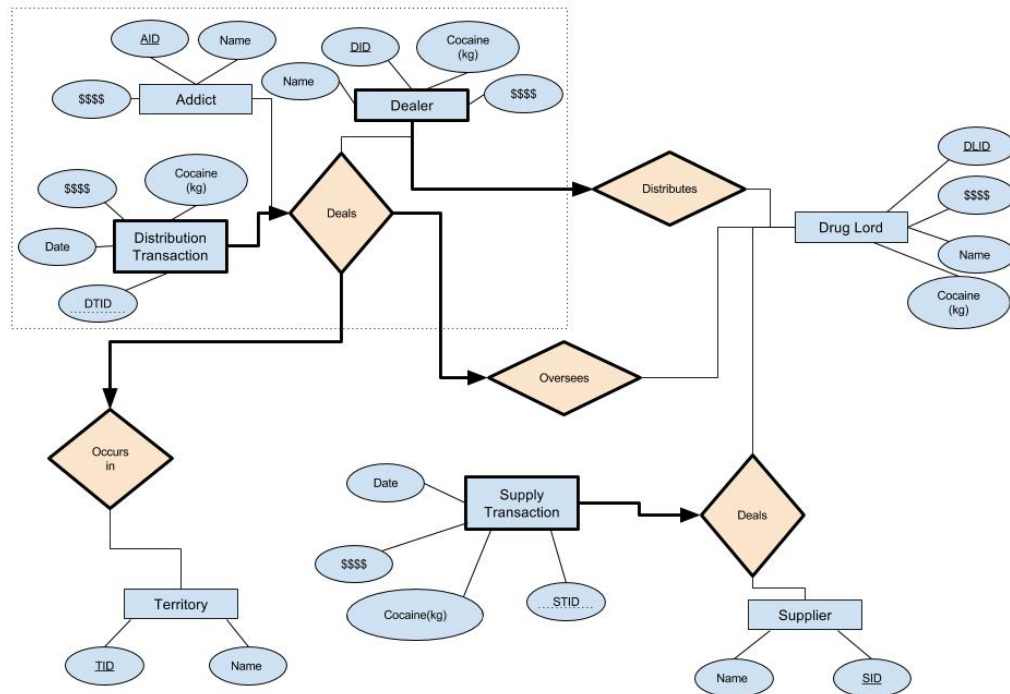 AID
Name
$$$$
Addict
DID
Cocaine
(kg)
Name
$$$$
Dealer
$$$$
Cocaine
(kg)
Date
Distribution
Transaction
DTID
Deals
Distributes
DLID
$$$$
Drug Lord
Name
Cocaine
(kg)
Oversees
Occurs
in
Date
Supply
Transaction
Deals
$$$$
Cocaine(kg)
STID
Territory
TID
Name
Supplier
Name
SID